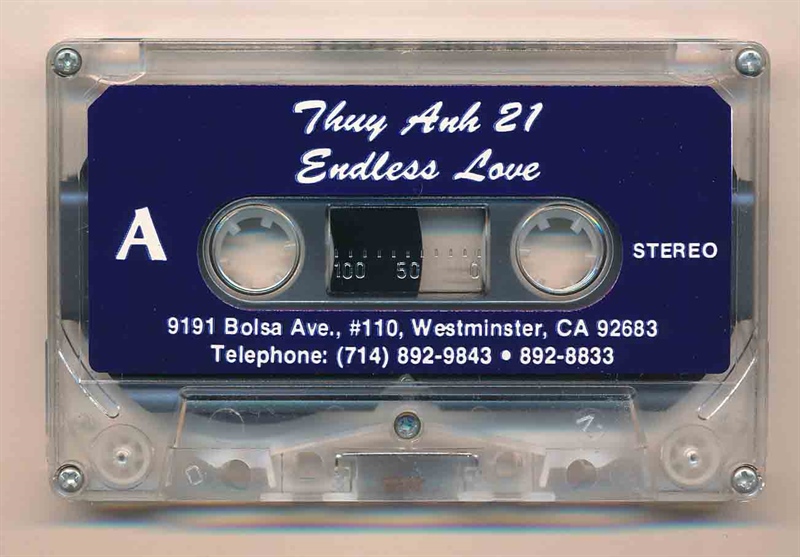 Thuy Anh 21
Endless Love
A
STEREO
100 50 0
9191 Bolsa Ave., #110, Westminster, CA 92683
Telephone: (714) 892-9843 • 892-8833